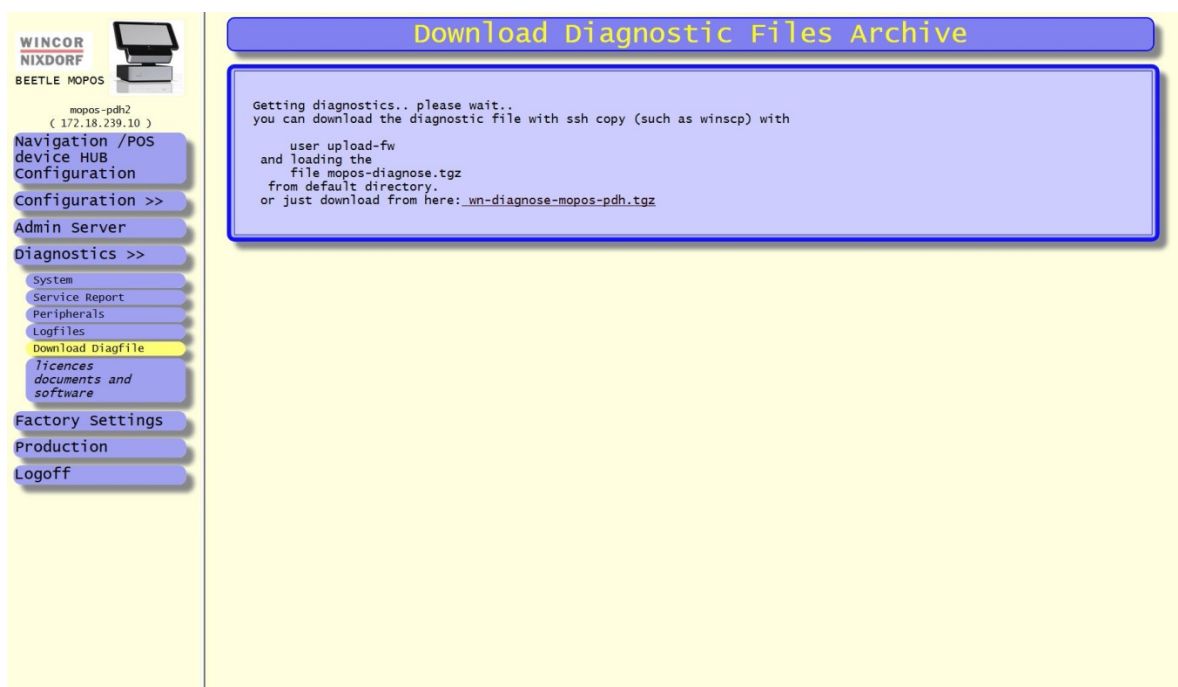 WINCOR
NIXDORF
BEETLE MOPOS
mopos-pdh2
( 172.18.239.10 )
Navigation /POS
device HUB
Configuration
Configuration >>
Admin Server
Diagnostics >>
System
Service Report
Peripherals
Logfiles
Download Diagfile
licences
documents and
software
Factory Settings
Production
Logoff
Download Diagnostic Files Archive
Getting diagnostics.. please wait..
you can download the diagnostic file with ssh copy (such as winscp) with
user upload-fw
and loading the
file mopos-diagnose.tgz
from default directory.
or just download from here: wn-diagnose-mopos-pdh.tgz